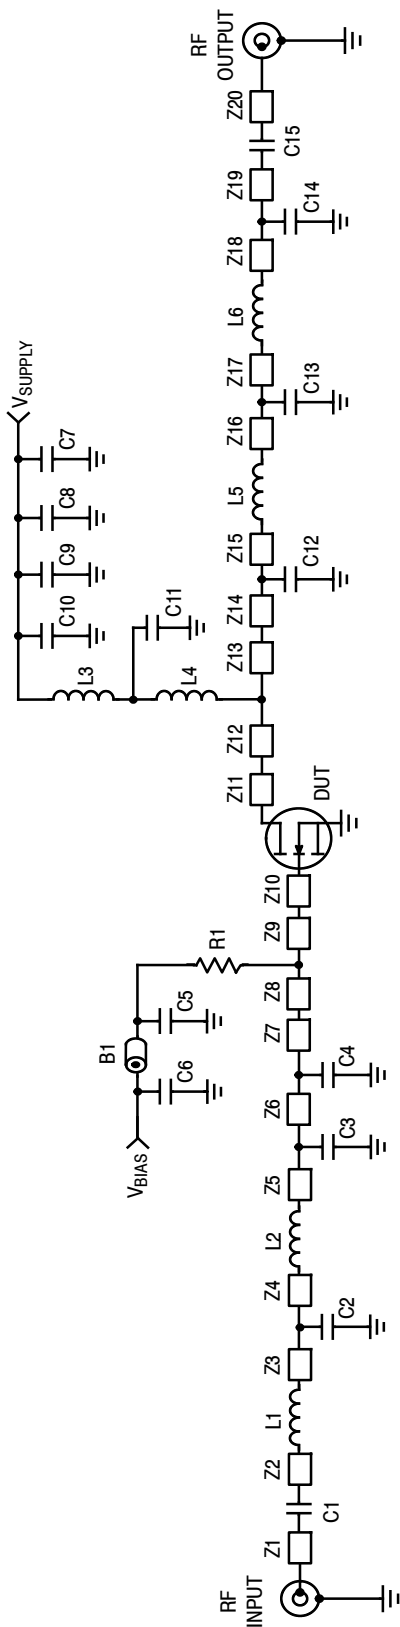 RF
INPUT
Z1
C1
Z2
L1
Z3
C2
Z4
L2
Z5
C3
Z6
C4
Z7
Z8
VBIAS
C6
B1
C5
R1
Z9
Z10
DUT
Z11
Z12
L4
C11
L3
C10
C9
C8
C7
VSUPPLY
Z13
Z14
C12
Z15
L5
Z16
C13
Z17
L6
Z18
C14
Z19
C15
Z20
RF
OUTPUT